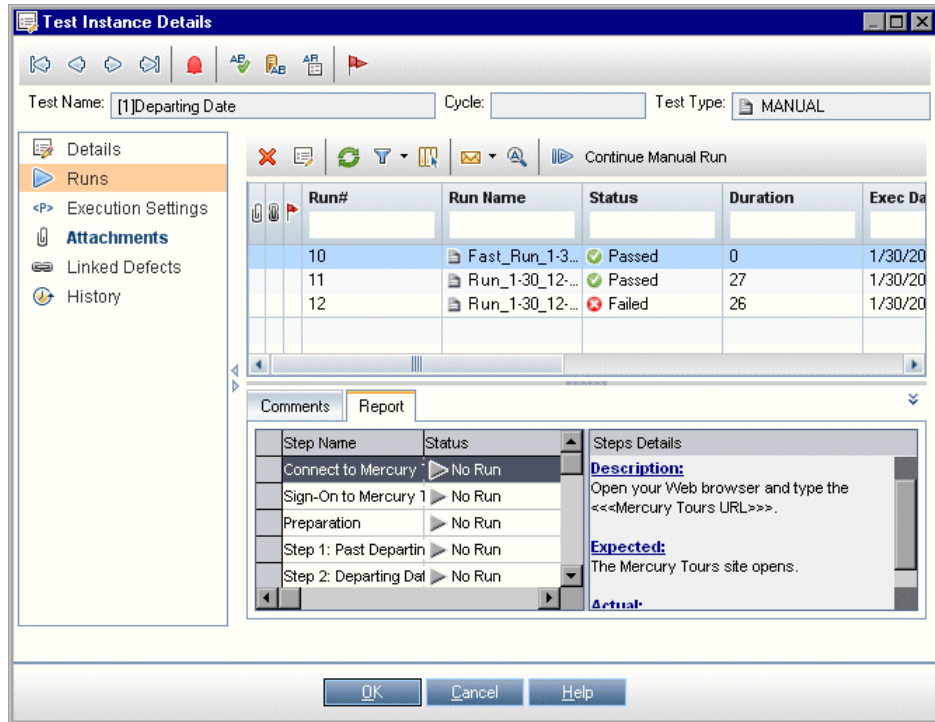 Test Instance Details
Test Name: [1]Departing Date Cycle: Test Type: MANUAL
Details
Runs
<P> Execution Settings
Attachments
Linked Defects
History
Continue Manual Run
Run# Run Name Status Duration Exec Da
10 Fast_Run_1-3... Passed 0 1/30/20
11 Run_1-30_12-... Passed 27 1/30/20
12 Run_1-30_12-... Failed 26 1/30/20
Comments Report
Step Name Status
Connect to Mercury No Run
Sign-On to Mercury T No Run
Preparation No Run
Step 1: Past Departin No Run
Step 2: Departing Dat No Run
Steps Details
Description:
Open your Web browser and type the
<<<Mercury Tours URL>>>.
Expected:
The Mercury Tours site opens.
Actual:
OK Cancel Help